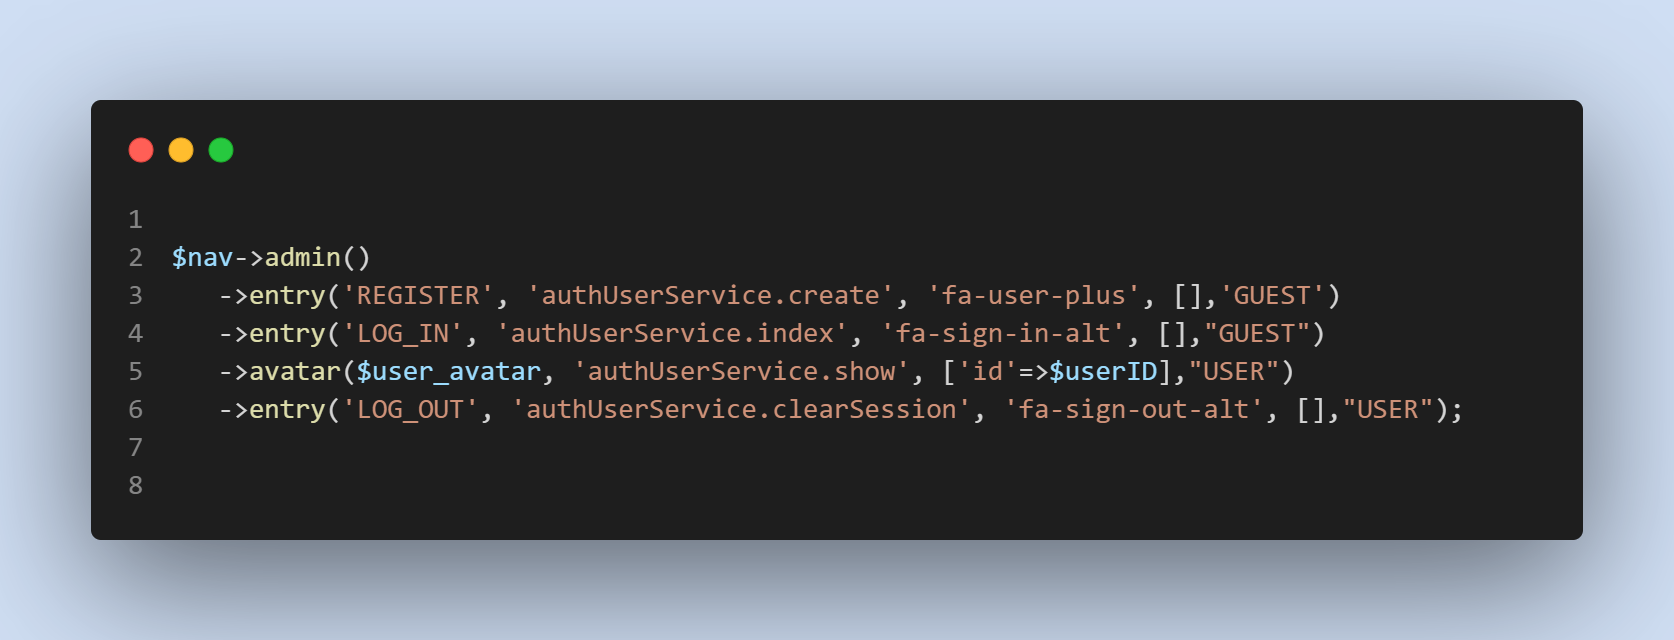 1
2 $nav->admin()
3    ->entry('REGISTER', 'authUserService.create', 'fa-user-plus', [],'GUEST')
4    ->entry('LOG_IN', 'authUserService.index', 'fa-sign-in-alt', [],"GUEST")
5    ->avatar($user_avatar, 'authUserService.show', ['id'=>$userID],"USER")
6    ->entry('LOG_OUT', 'authUserService.clearSession', 'fa-sign-out-alt', [],"USER");
7
8